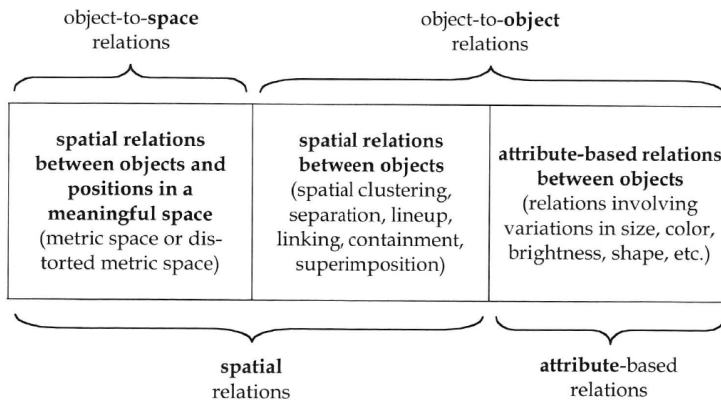 object-to-space
relations
object-to-object
relations
spatial relations
between objects and
positions in a
meaningful space
(metric space or dis-
torted metric space)
spatial relations
between objects
(spatial clustering,
separation, lineup,
linking, containment,
superimposition)
attribute-based relations
between objects
(relations involving
variations in size, color,
brightness, shape, etc.)
spatial
relations
attribute-based
relations